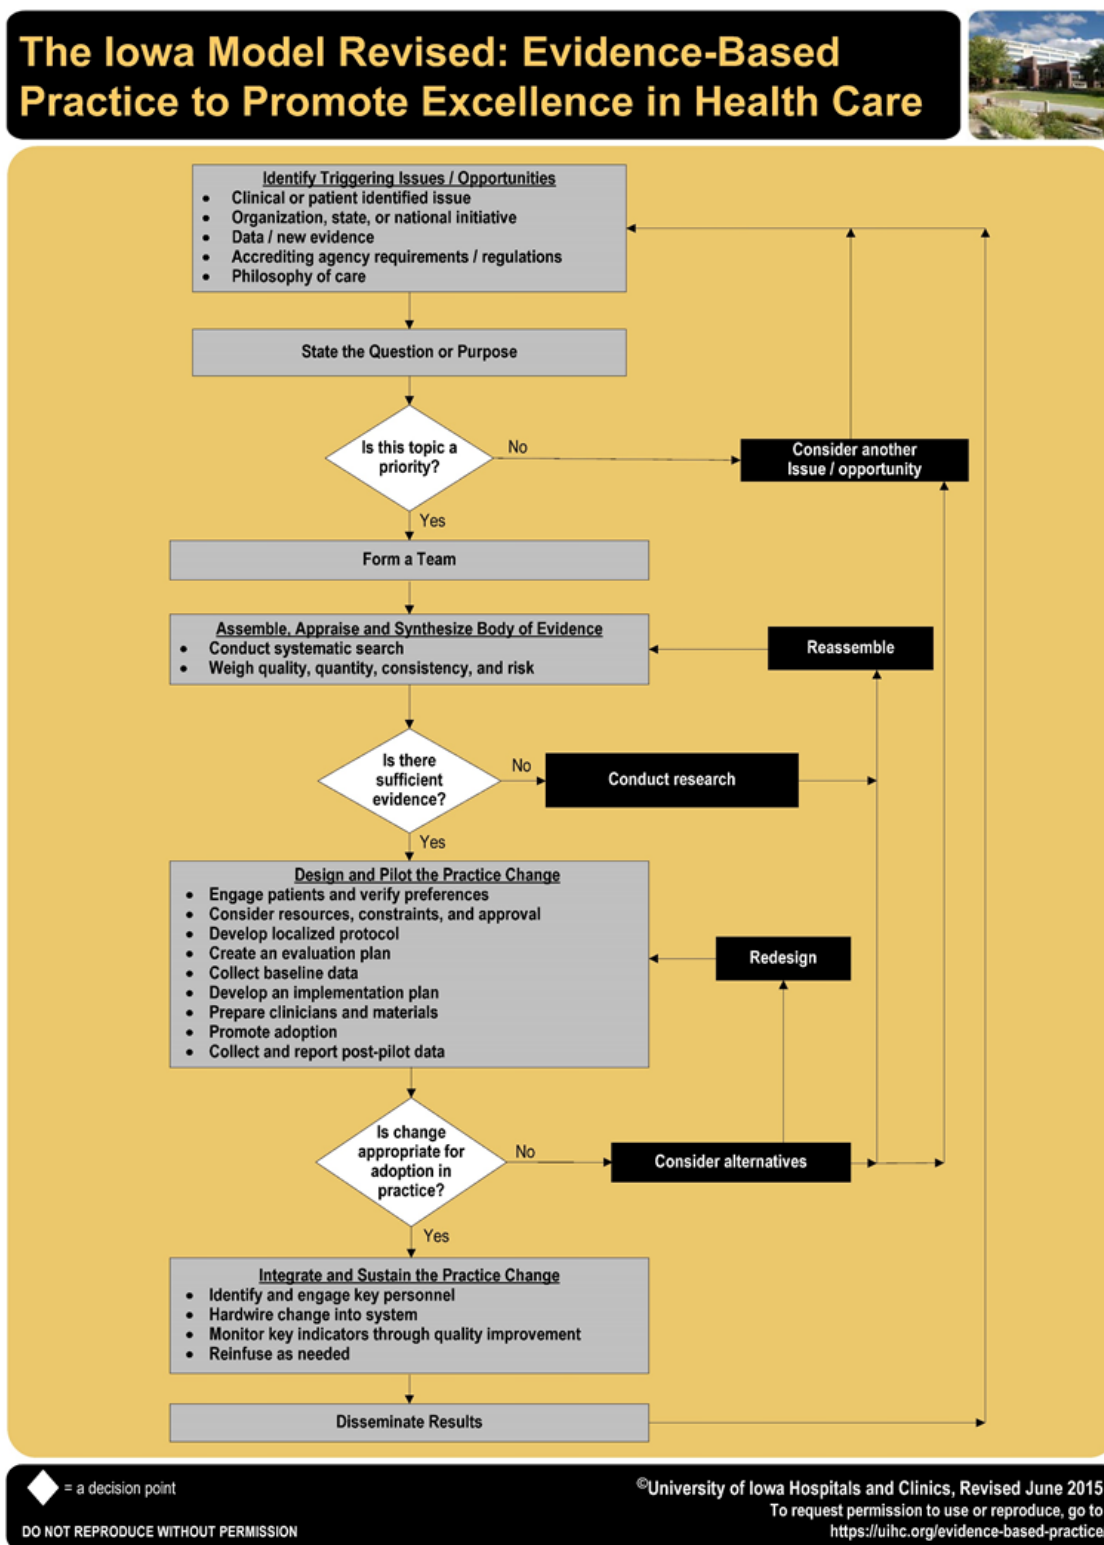 The Iowa Model Revised: Evidence-Based
Practice to Promote Excellence in Health Care
Identify Triggering Issues / Opportunities
• Clinical or patient identified issue
• Organization, state, or national initiative
• Data / new evidence
• Accrediting agency requirements / regulations
• Philosophy of care
State the Question or Purpose
Is this topic a
priority?
No
Consider another
Issue / opportunity
Yes
Form a Team
Assemble, Appraise and Synthesize Body of Evidence
• Conduct systematic search
• Weigh quality, quantity, consistency, and risk
Reassemble
Is there
sufficient
evidence?
No
Conduct research
Yes
Design and Pilot the Practice Change
• Engage patients and verify preferences
• Consider resources, constraints, and approval
• Develop localized protocol
• Create an evaluation plan
• Collect baseline data
• Develop an implementation plan
• Prepare clinicians and materials
• Promote adoption
• Collect and report post-pilot data
Redesign
Is change
appropriate for
adoption in
practice?
No
Consider alternatives
Yes
Integrate and Sustain the Practice Change
• Identify and engage key personnel
• Hardwire change into system
• Monitor key indicators through quality improvement
• Reinfuse as needed
Disseminate Results
= a decision point
DO NOT REPRODUCE WITHOUT PERMISSION
©University of Iowa Hospitals and Clinics, Revised June 2015
To request permission to use or reproduce, go to
https://uihc.org/evidence-based-practice/